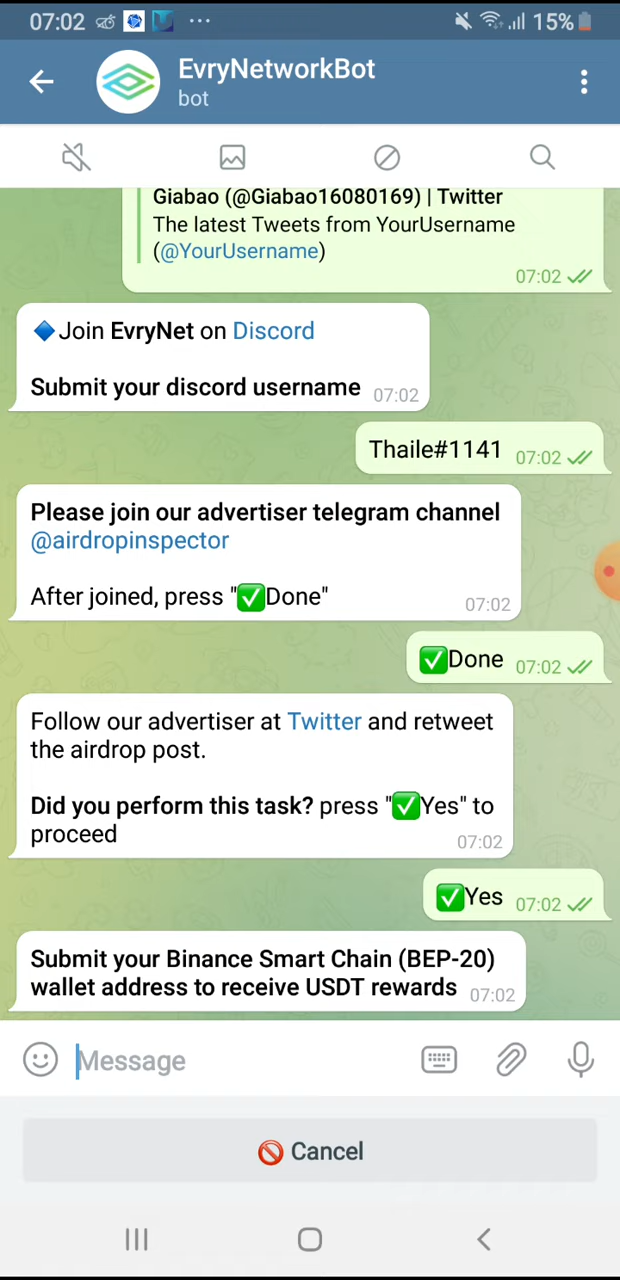 07:02 15%
EvryNetworkBot
bot
Giabao (@Giabao16080169) | Twitter
The latest Tweets from YourUsername
(@YourUsername)
07:02
Join EvryNet on Discord
Submit your discord username 07:02
Thaile#1141 07:02
Please join our advertiser telegram channel
@airdropinspector
After joined, press "✅Done"
07:02
✅Done 07:02
Follow our advertiser at Twitter and retweet
the airdrop post.
Did you perform this task? press "✅Yes" to
proceed
07:02
✅Yes 07:02
Submit your Binance Smart Chain (BEP-20)
wallet address to receive USDT rewards 07:02
Message
Cancel